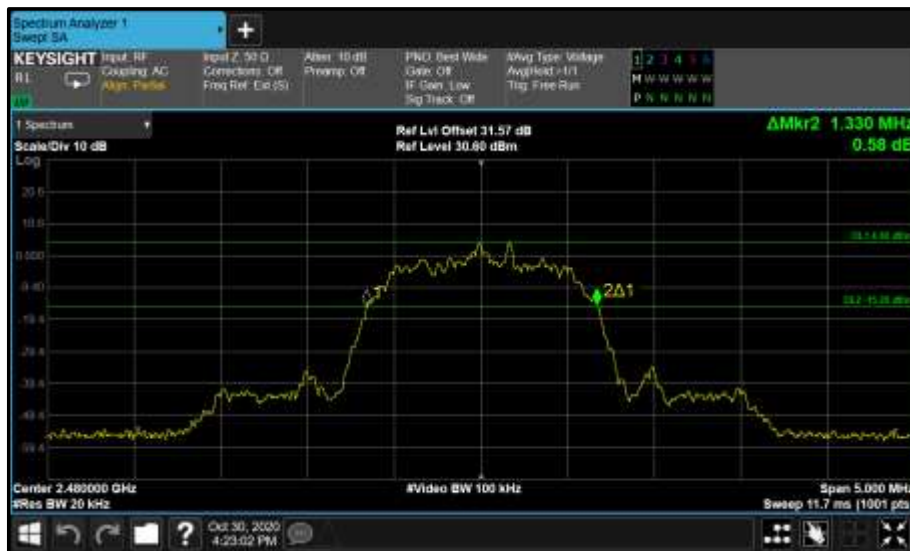 Spectrum Analyzer 1
Swept SA
+
KEYSIGHT
Input: RF
Coupling: AC
Align: Partial
Input Z: 50 Ω
Corrections: Off
Freq Ref: Ext (S)
Atten: 10 dB
Preamp: Off
PNO: Best Wide
Gate: Off
IF Gain: Low
Sig Track: Off
Avg Type: Voltage
Avg|Hold: >1/1
Trig: Free Run
1 2 3 4 5 6
M W W W W W
P N N N N N
1 Spectrum
Scale/Div 10 dB
Log
Ref Lvl Offset 31.57 dB
Ref Level 30.60 dBm
ΔMkr2 1.330 MHz
0.58 dB
20.6
10.6
0.600
-9.40
-19.4
-29.4
-39.4
-49.4
-59.4
2Δ1
Center 2.480000 GHz
#Res BW 20 kHz
#Video BW 100 kHz
Span 5.000 MHz
Sweep 11.7 ms (1001 pts)
?
Oct 30, 2020
4:23:02 PM